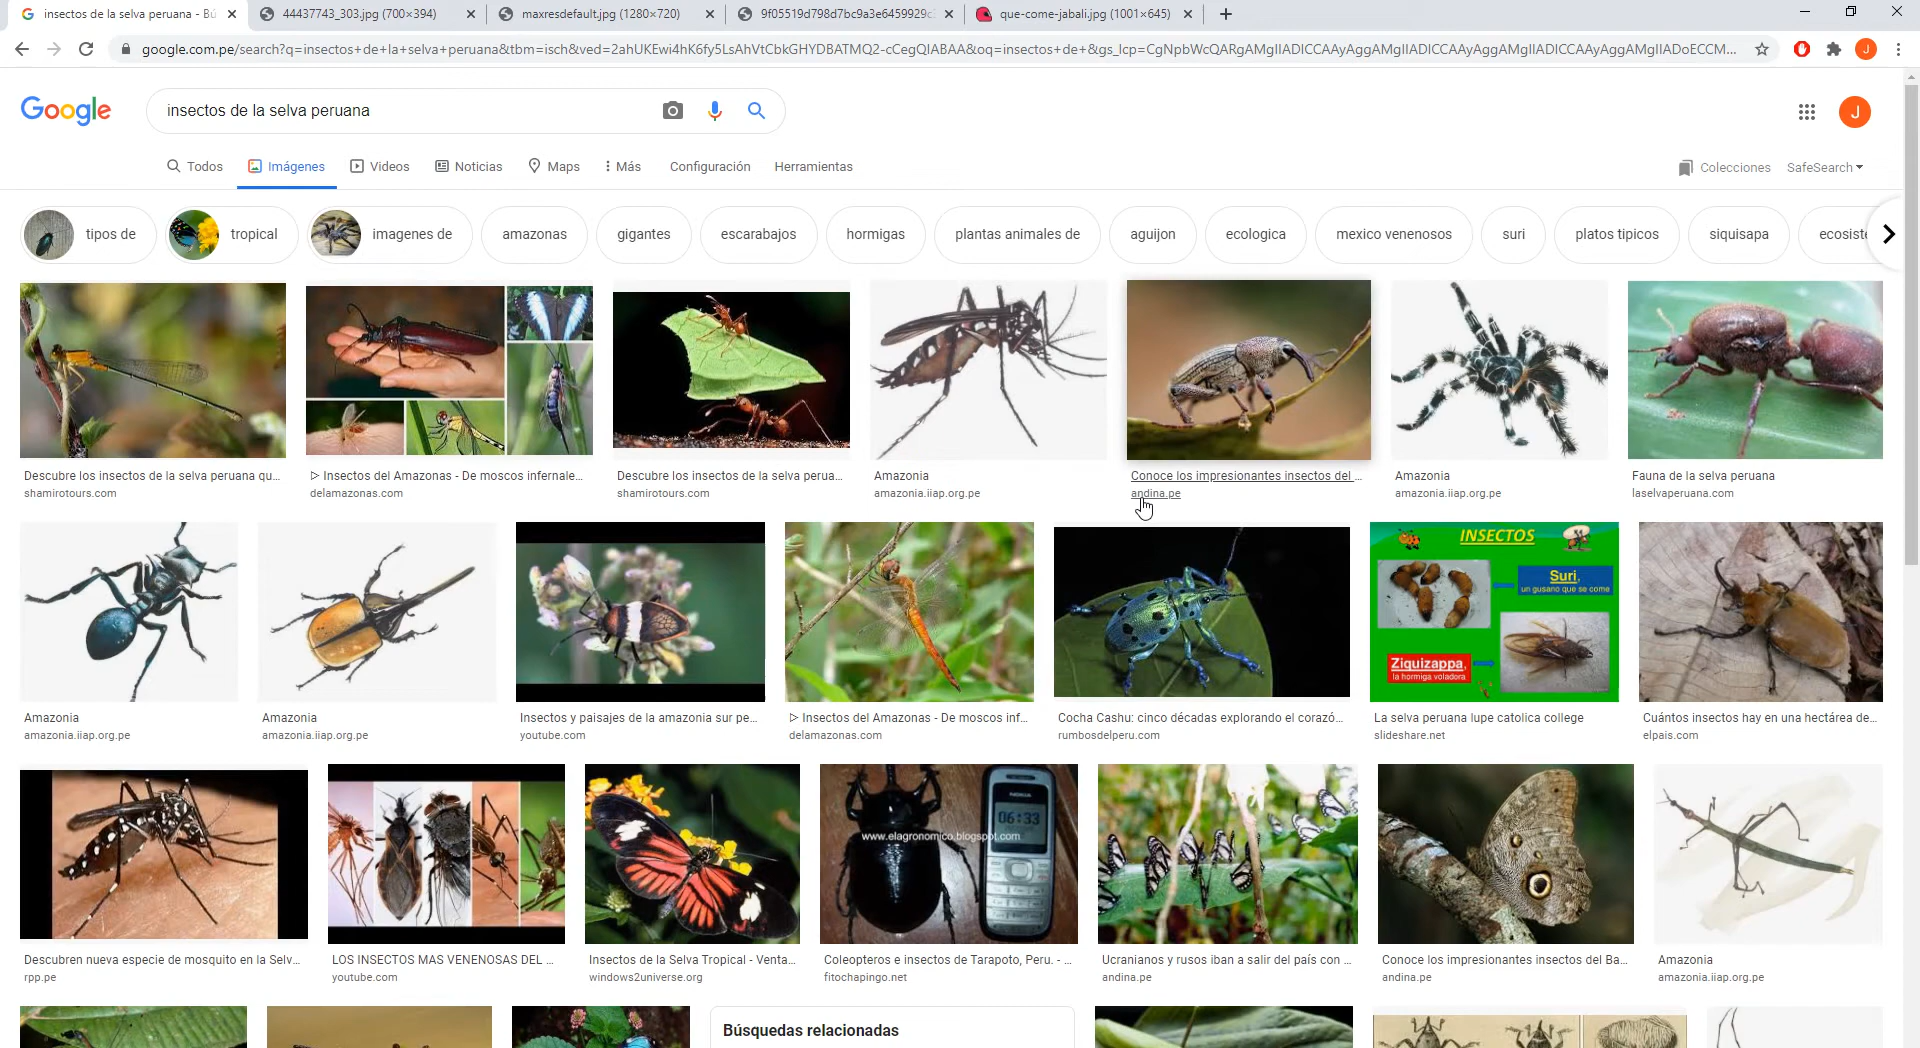 insectos de la selva peruana - Bú
44437743_303.jpg (700×394)
maxresdefault.jpg (1280×720)
9f05519d798d7bc9a3e6459929c
que-come-jabali.jpg (1001×645)
google.com.pe/search?q=insectos+de+la+selva+peruana&tbm=isch&ved=2ahUKEwi4hK6fy5LsAhVtCbkGHYDBATMQ2-cCegQIABAA&oq=insectos+de+&gs_lcp=CgNpbWcQARgAMgIIADICCAAyAggAMgIIADICCAAyAggAMgIIADICCAAyAggAMgIIADoECCM...
J
Google
insectos de la selva peruana
J
Todos Imágenes Videos Noticias Maps Más Configuración Herramientas Colecciones SafeSearch
tipos de tropical imagenes de amazonas gigantes escarabajos hormigas plantas animales de aguijon ecologica mexico venenosos suri platos tipicos siquisapa ecosiste
Descubre los insectos de la selva peruana qu...
shamirotours.com
▷ Insectos del Amazonas - De moscos infernale...
delamazonas.com
Descubre los insectos de la selva perua...
shamirotours.com
Amazonia
amazonia.iiap.org.pe
Conoce los impresionantes insectos del ...
andina.pe
Amazonia
amazonia.iiap.org.pe
Fauna de la selva peruana
laselvaperuana.com
INSECTOS
Suri,
un gusano que se come
Ziquizappa,
la hormiga voladora
Amazonia
amazonia.iiap.org.pe
Amazonia
amazonia.iiap.org.pe
Insectos y paisajes de la amazonia sur pe...
youtube.com
▷ Insectos del Amazonas - De moscos inf...
delamazonas.com
Cocha Cashu: cinco décadas explorando el corazó...
rumbosdelperu.com
La selva peruana lupe catolica college
slideshare.net
Cuántos insectos hay en una hectárea de...
elpais.com
NOKIA
06:33
www.elagronomico.blogspot.com
Descubren nueva especie de mosquito en la Selv...
rpp.pe
LOS INSECTOS MAS VENENOSAS DEL ...
youtube.com
Insectos de la Selva Tropical - Venta...
windows2universe.org
Coleopteros e insectos de Tarapoto, Peru. - ...
fitochapingo.net
Ucranianos y rusos iban a salir del país con ...
andina.pe
Conoce los impresionantes insectos del Ba...
andina.pe
Amazonia
amazonia.iiap.org.pe
Búsquedas relacionadas